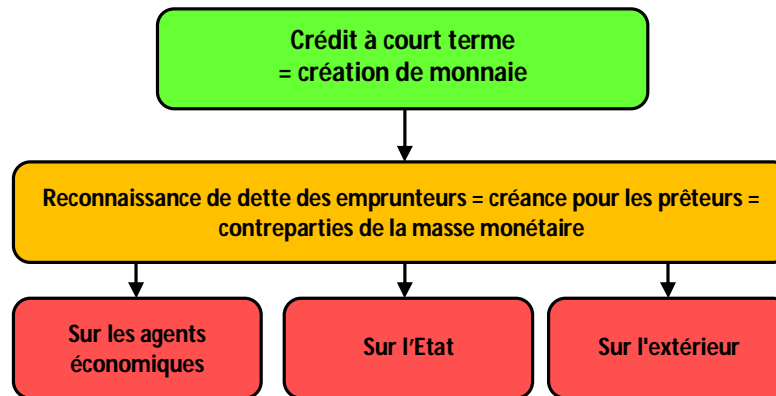 Crédit à court terme
= création de monnaie
Reconnaissance de dette des emprunteurs = créance pour les prêteurs =
contreparties de la masse monétaire
Sur les agents
économiques
Sur l'Etat
Sur l'extérieur